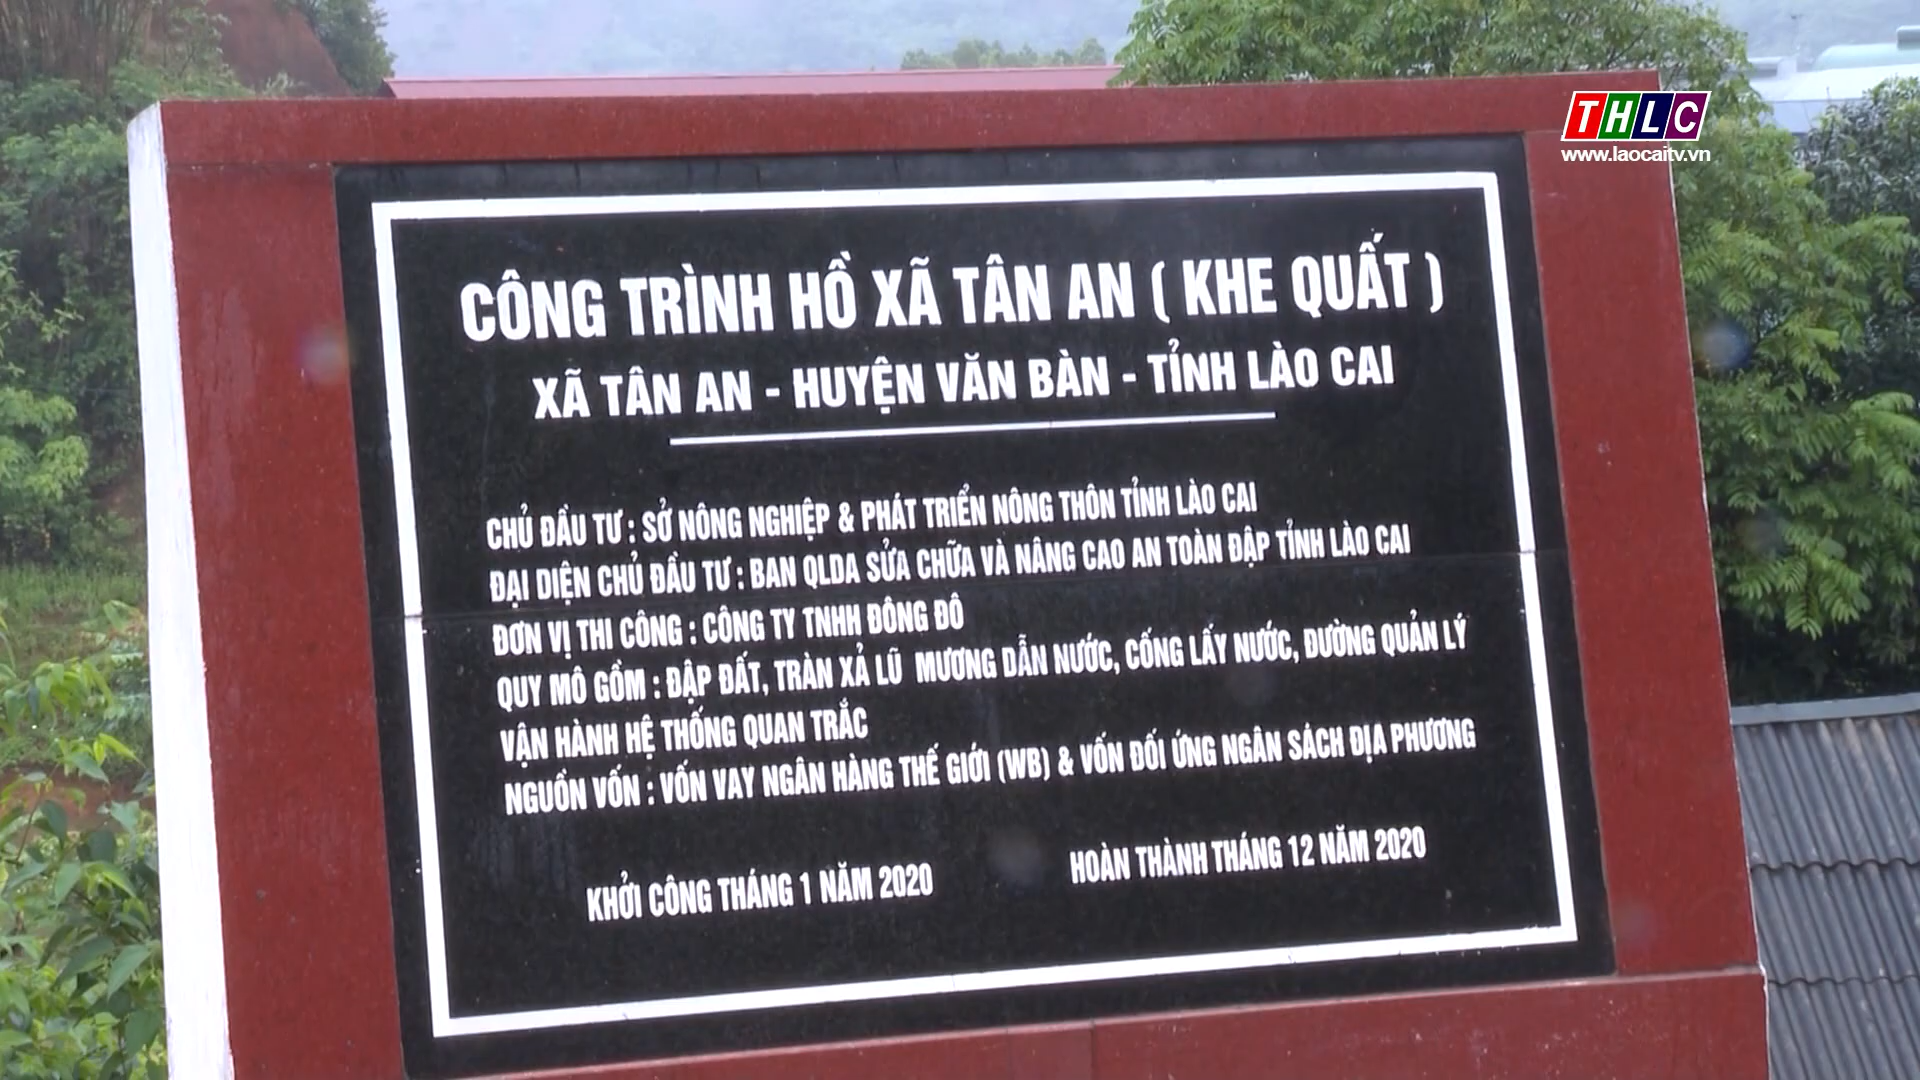 THLC
www.laocaitv.vn
CÔNG TRÌNH HỒ XÃ TÂN AN ( KHE QUẤT )
XÃ TÂN AN - HUYỆN VĂN BÀN - TỈNH LÀO CAI
CHỦ ĐẦU TƯ : SỞ NÔNG NGHIỆP & PHÁT TRIỂN NÔNG THÔN TỈNH LÀO CAI
ĐẠI DIỆN CHỦ ĐẦU TƯ : BAN QLDA SỬA CHỮA VÀ NÂNG CAO AN TOÀN ĐẬP TỈNH LÀO CAI
ĐƠN VỊ THI CÔNG : CÔNG TY TNHH ĐÔNG ĐÔ
QUY MÔ GỒM : ĐẬP ĐẤT, TRÀN XẢ LŨ MƯƠNG DẪN NƯỚC, CỐNG LẤY NƯỚC, ĐƯỜNG QUẢN LÝ
VẬN HÀNH HỆ THỐNG QUAN TRẮC
NGUỒN VỐN : VỐN VAY NGÂN HÀNG THẾ GIỚI (WB) & VỐN ĐỐI ỨNG NGÂN SÁCH ĐỊA PHƯƠNG
KHỞI CÔNG THÁNG 1 NĂM 2020
HOÀN THÀNH THÁNG 12 NĂM 2020